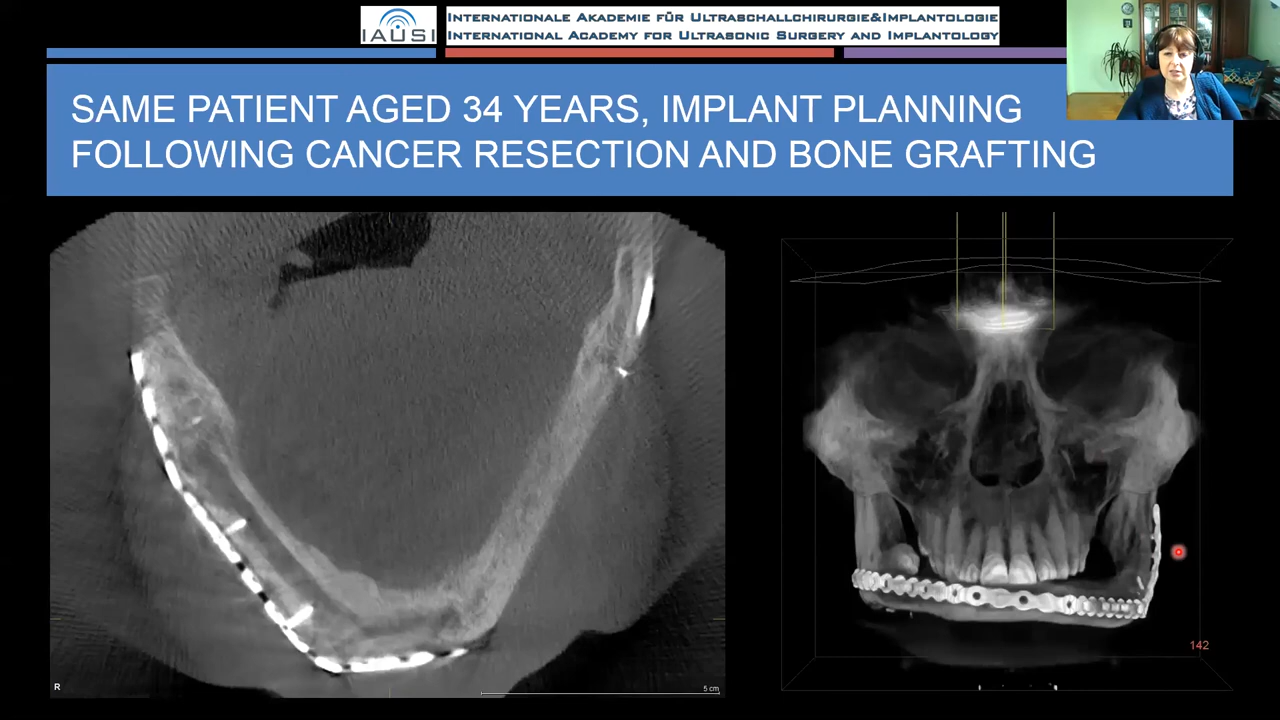 IAUSI
INTERNATIONALE AKADEMIE FÜR ULTRASCHALLCHIRURGIE&IMPLANTOLOGIE
INTERNATIONAL ACADEMY FOR ULTRASONIC SURGERY AND IMPLANTOLOGY
SAME PATIENT AGED 34 YEARS, IMPLANT PLANNING
FOLLOWING CANCER RESECTION AND BONE GRAFTING
142
R
5 cm